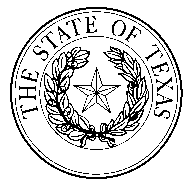 THE STATE OF TEXAS